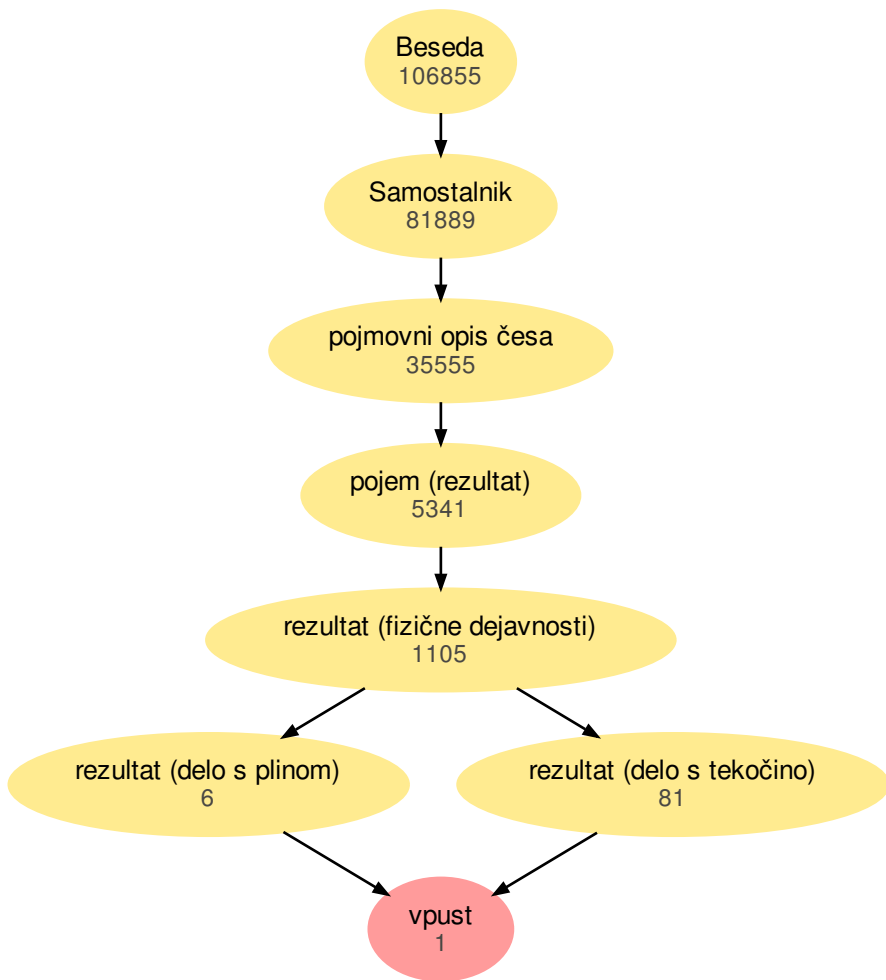 Beseda
106855
Samostalnik
81889
pojmovni opis česa
35555
pojem (rezultat)
5341
rezultat (fizične dejavnosti)
1105
rezultat (delo s plinom)
6
rezultat (delo s tekočino)
81
vpust
1